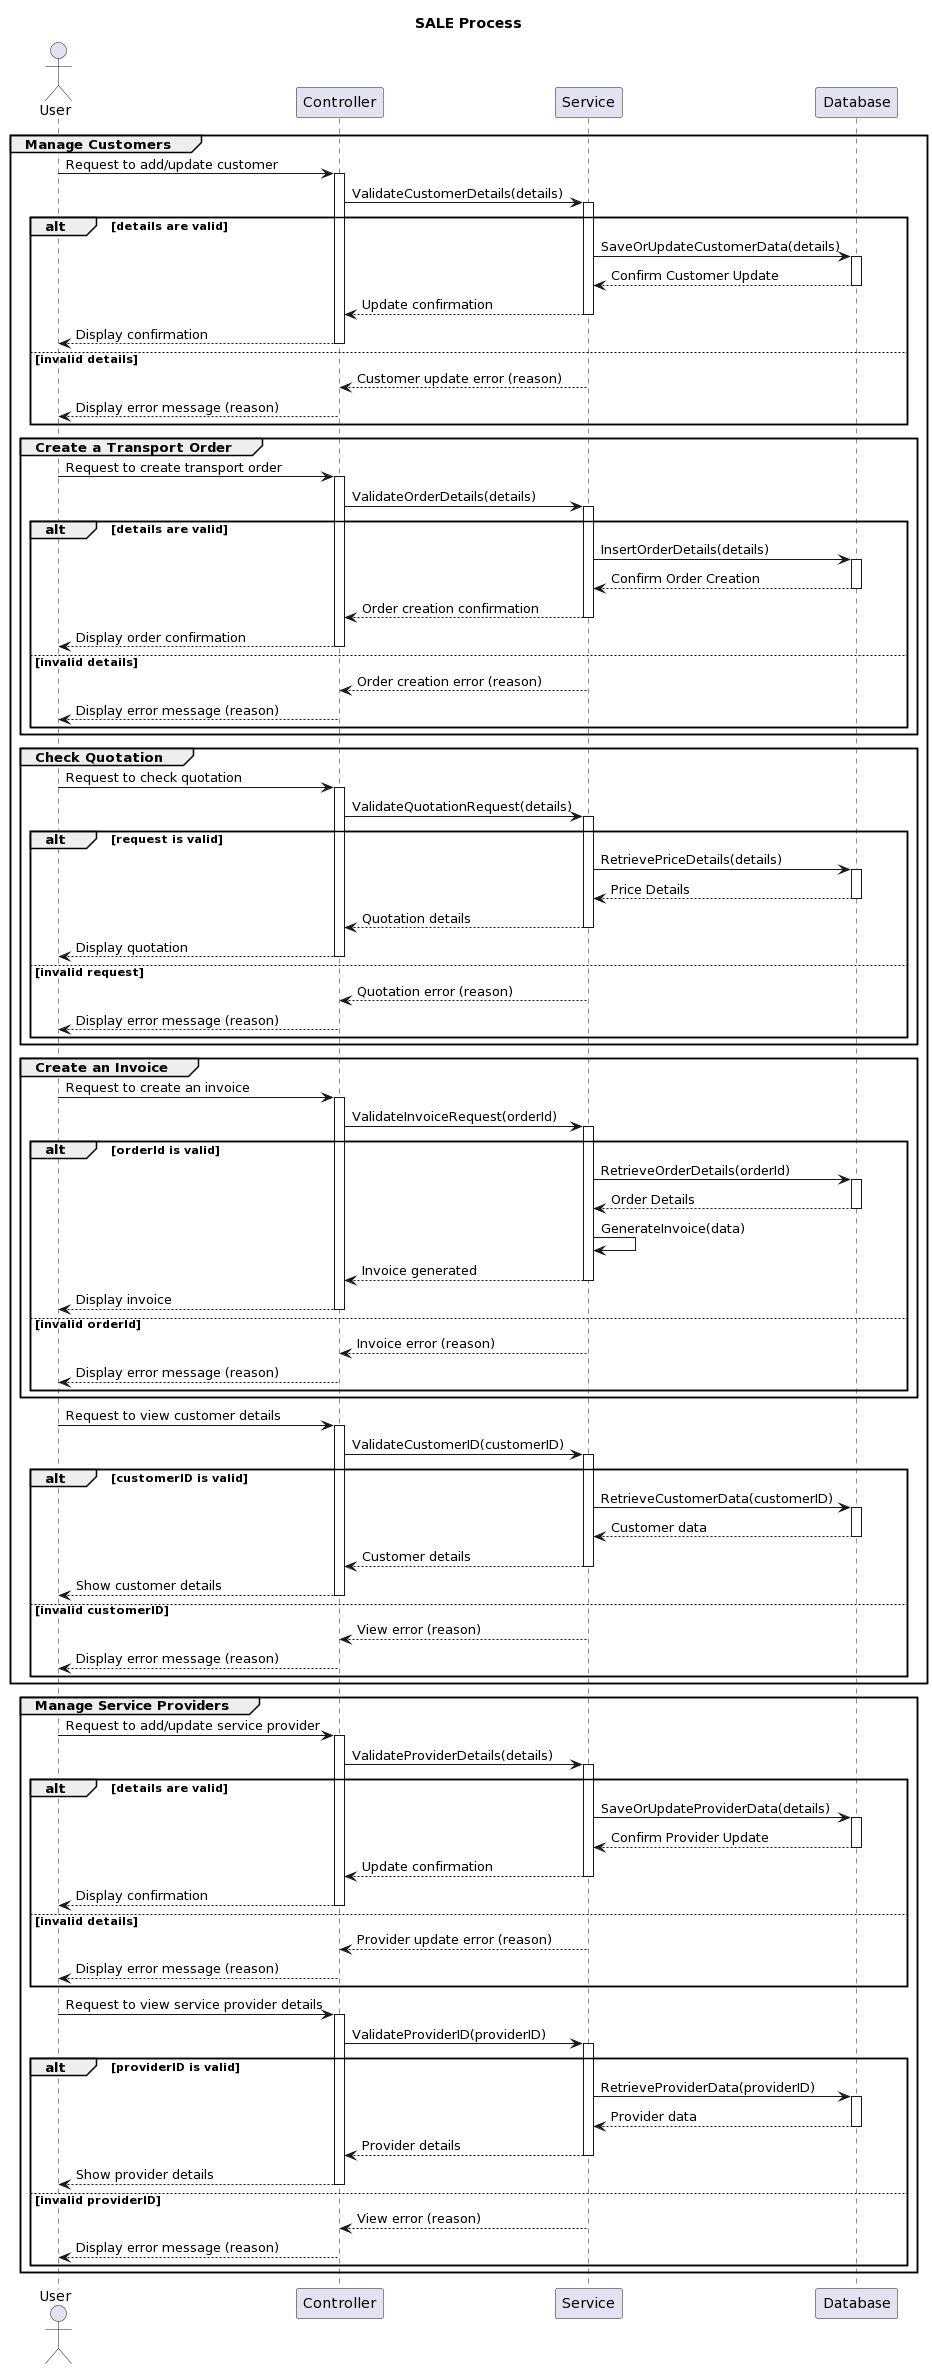 SALE Process
User
Controller
Service
Database
Manage Customers
Request to add/update customer
ValidateCustomerDetails(details)
alt
[details are valid]
SaveOrUpdateCustomerData(details)
Confirm Customer Update
Update confirmation
Display confirmation
[invalid details]
Customer update error (reason)
Display error message (reason)
Create a Transport Order
Request to create transport order
ValidateOrderDetails(details)
alt
[details are valid]
InsertOrderDetails(details)
Confirm Order Creation
Order creation confirmation
Display order confirmation
[invalid details]
Order creation error (reason)
Display error message (reason)
Check Quotation
Request to check quotation
ValidateQuotationRequest(details)
alt
[request is valid]
RetrievePriceDetails(details)
Price Details
Quotation details
Display quotation
[invalid request]
Quotation error (reason)
Display error message (reason)
Create an Invoice
Request to create an invoice
ValidateInvoiceRequest(orderId)
alt
[orderId is valid]
RetrieveOrderDetails(orderId)
Order Details
GenerateInvoice(data)
Invoice generated
Display invoice
[invalid orderId]
Invoice error (reason)
Display error message (reason)
Request to view customer details
ValidateCustomerID(customerID)
alt
[customerID is valid]
RetrieveCustomerData(customerID)
Customer data
Customer details
Show customer details
[invalid customerID]
View error (reason)
Display error message (reason)
Manage Service Providers
Request to add/update service provider
ValidateProviderDetails(details)
alt
[details are valid]
SaveOrUpdateProviderData(details)
Confirm Provider Update
Update confirmation
Display confirmation
[invalid details]
Provider update error (reason)
Display error message (reason)
Request to view service provider details
ValidateProviderID(providerID)
alt
[providerID is valid]
RetrieveProviderData(providerID)
Provider data
Provider details
Show provider details
[invalid providerID]
View error (reason)
Display error message (reason)
User
Controller
Service
Database